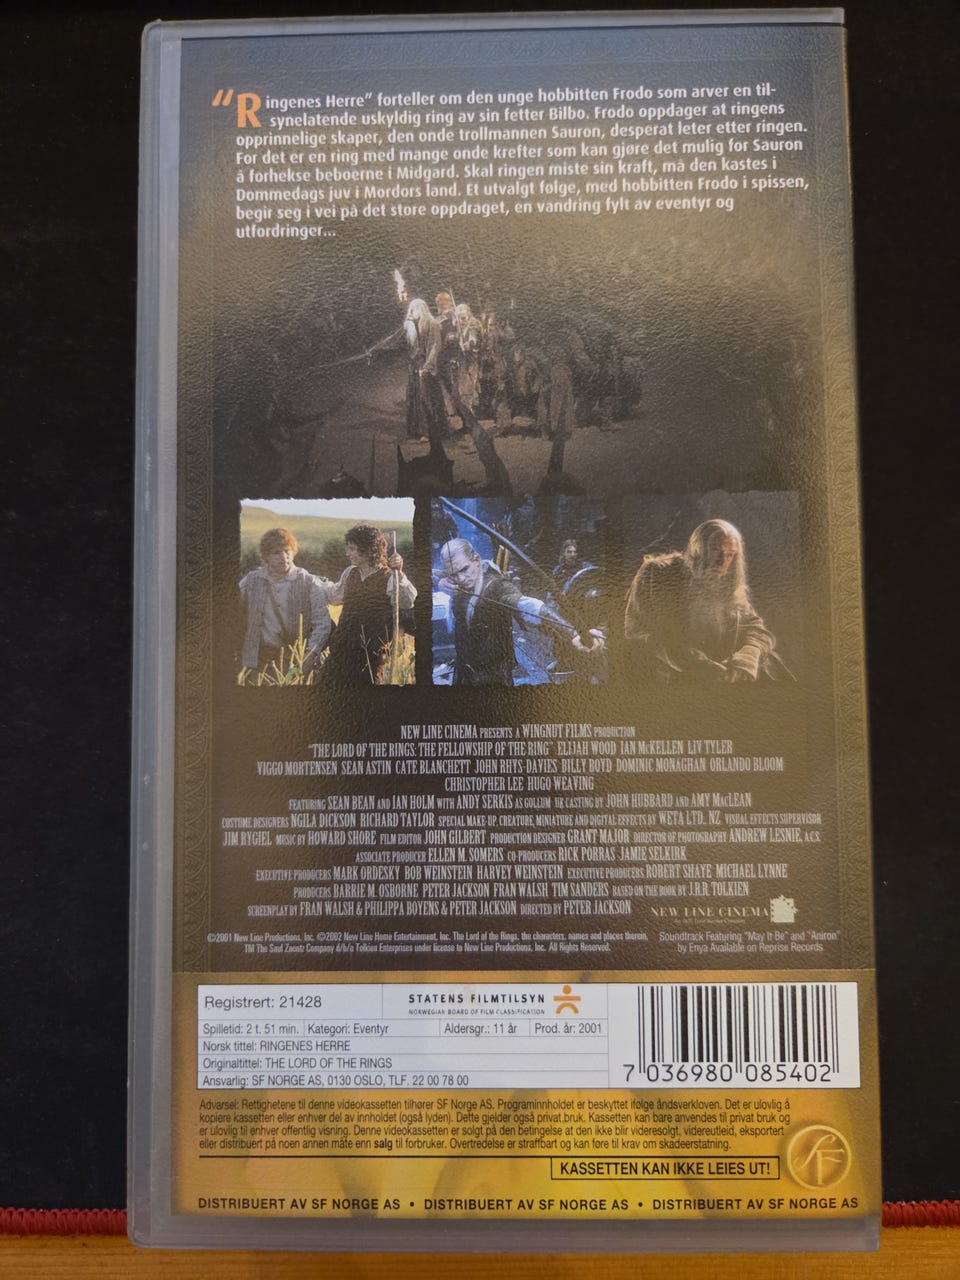 "Ringenes Herre" forteller om den unge hobbitten Frodo som arver en til-
synelatende uskyldig ring av sin fetter Bilbo. Frodo oppdager at ringens
opprinnelige skaper, den onde trollmannen Sauron, desperat leter etter ringen.
For det er en ring med mange onde krefter som kan gjøre det mulig for Sauron
å forhekse beboerne i Midgard. Skal ringen miste sin kraft, må den kastes i
Dommedags juv i Mordors land. Et utvalgt følge, med hobbitten Frodo i spissen,
begir seg i vei på det store oppdraget, en vandring fylt av eventyr og
utfordringer...
NEW LINE CINEMA PRESENTS A WINGNUT FILMS PRODUCTION
"THE LORD OF THE RINGS: THE FELLOWSHIP OF THE RING" ELIJAH WOOD IAN McKELLEN LIV TYLER
VIGGO MORTENSEN SEAN ASTIN CATE BLANCHETT JOHN RHYS-DAVIES BILLY BOYD DOMINIC MONAGHAN ORLANDO BLOOM
CHRISTOPHER LEE HUGO WEAVING
FEATURING SEAN BEAN AND IAN HOLM WITH ANDY SERKIS AS GOLLUM UK CASTING BY JOHN HUBBARD AND AMY MacLEAN
COSTUME DESIGNERS NGILA DICKSON RICHARD TAYLOR SPECIAL MAKE-UP, CREATURE, MINIATURE AND DIGITAL EFFECTS BY WETA LTD. NZ VISUAL EFFECTS SUPERVISOR
JIM RYGIEL MUSIC BY HOWARD SHORE FILM EDITOR JOHN GILBERT PRODUCTION DESIGNER GRANT MAJOR DIRECTOR OF PHOTOGRAPHY ANDREW LESNIE, A.C.S.
ASSOCIATE PRODUCER ELLEN M. SOMERS CO-PRODUCERS RICK PORRAS JAMIE SELKIRK
EXECUTIVE PRODUCERS MARK ORDESKY BOB WEINSTEIN HARVEY WEINSTEIN EXECUTIVE PRODUCERS ROBERT SHAYE MICHAEL LYNNE
PRODUCERS BARRIE M. OSBORNE PETER JACKSON FRAN WALSH TIM SANDERS BASED ON THE BOOK BY J.R.R. TOLKIEN
SCREENPLAY BY FRAN WALSH & PHILIPPA BOYENS & PETER JACKSON DIRECTED BY PETER JACKSON
NEW LINE CINEMA
©2001 New Line Productions, Inc. ©2002 New Line Home Entertainment, Inc. The Lord of the Rings, the characters, names and places therein,
TM The Saul Zaentz Company d/b/a Tolkien Enterprises under license to New Line Productions, Inc. All Rights Reserved.
Soundtrack Featuring "May It Be" and "Aniron"
by Enya Available on Reprise Records
Registrert: 21428
STATENS FILMTILSYN
NORWEGIAN BOARD OF FILM CLASSIFICATION
Spilletid: 2 t. 51 min. Kategori: Eventyr Aldersgr.: 11 år Prod. år: 2001
Norsk tittel: RINGENES HERRE
Originaltittel: THE LORD OF THE RINGS
Ansvarlig: SF NORGE AS, 0130 OSLO, TLF. 22 00 78 00
7 036980 085402
Advarsel: Rettighetene til denne videokassetten tilhører SF Norge AS. Programinnholdet er beskyttet ifølge åndsverkloven. Det er ulovlig å
kopiere kassetten eller enhver del av innholdet (også lyden). Dette gjelder også privat bruk. Kassetten kan bare anvendes til privat bruk og
er ulovlig til enhver offentlig visning. Denne videokassetten er solgt på den betingelse at den ikke blir videresolgt, videreutleid, eksportert
eller distribuert på noen annen måte enn salg til forbruker. Overtredelse er straffbart og kan føre til krav om skadeerstatning.
KASSETTEN KAN IKKE LEIES UT!
SF
DISTRIBUERT AV SF NORGE AS • DISTRIBUERT AV SF NORGE AS • DISTRIBUERT AV SF NORGE AS